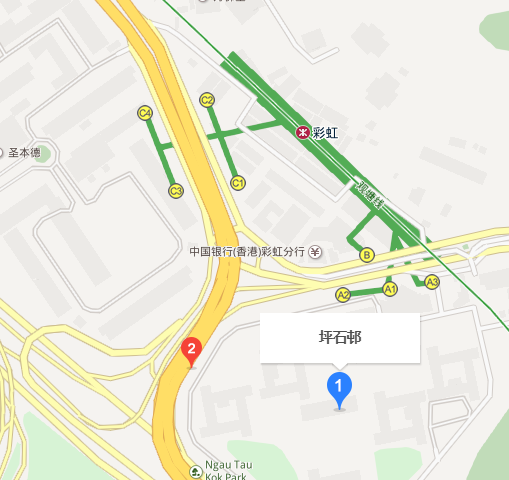 C2
C4
彩虹
圣本德
C3
C1
观塘线
中国银行(香港)彩虹分行
B
A2
A1
A3
坪石邨
2
1
Ngau Tau
Kok Park